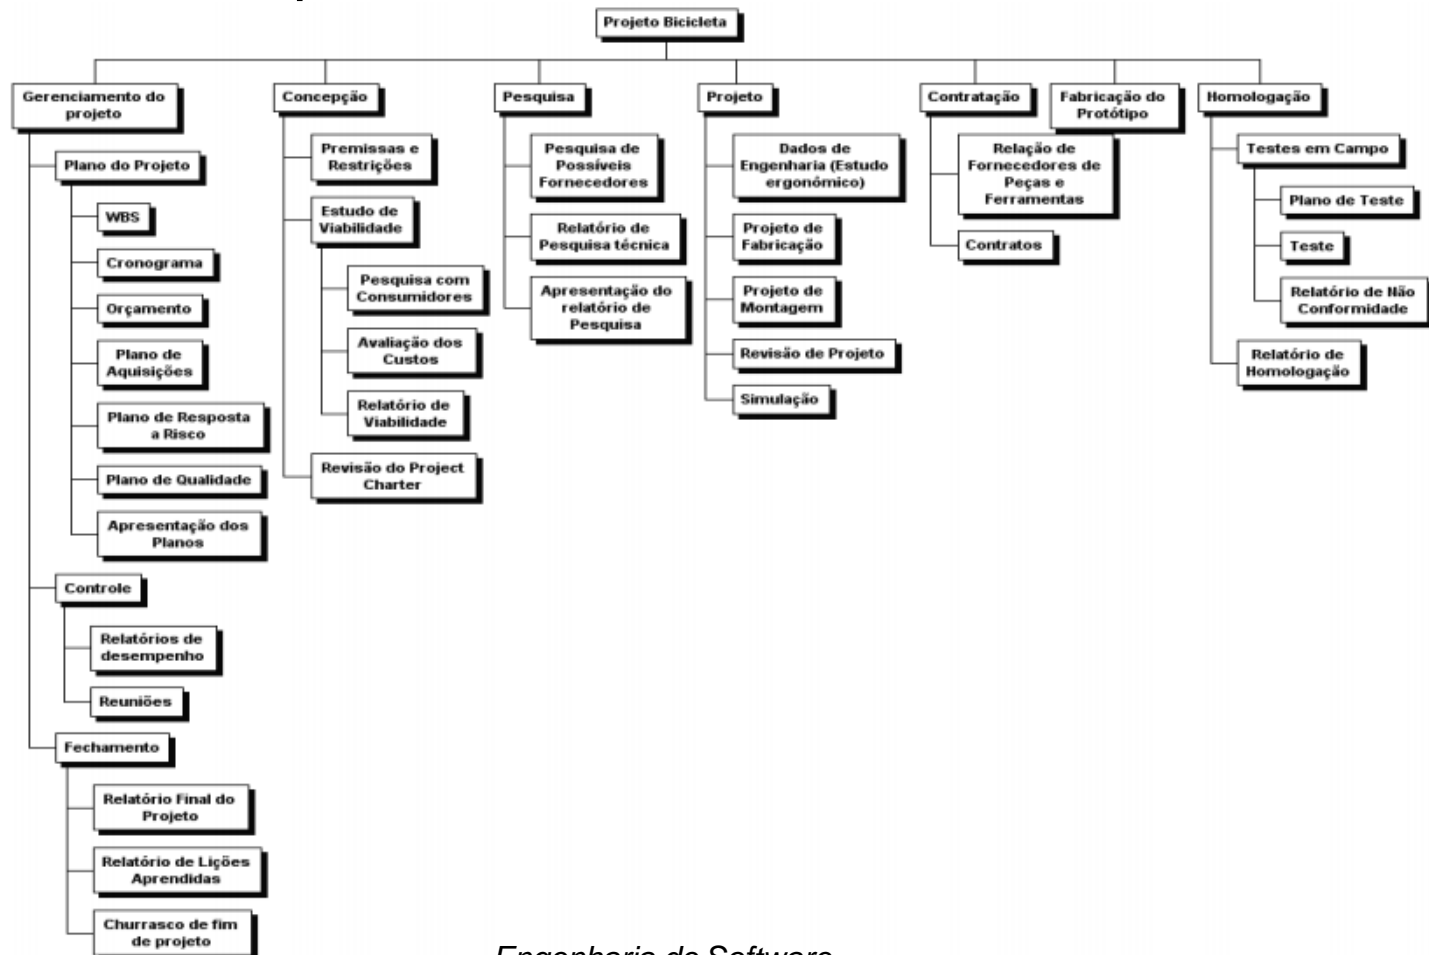 Projeto Bicicleta
Gerenciamento do
projeto
Plano do Projeto
WBS
Cronograma
Orçamento
Plano de
Aquisições
Plano de Resposta
a Risco
Plano de Qualidade
Apresentação dos
Planos
Controle
Relatórios de
desempenho
Reuniões
Fechamento
Relatório Final do
Projeto
Relatório de Lições
Aprendidas
Churrasco de fim
de projeto
Concepção
Premissas e
Restrições
Estudo de
Viabilidade
Pesquisa com
Consumidores
Avaliação dos
Custos
Relatório de
Viabilidade
Revisão do Project
Charter
Pesquisa
Pesquisa de
Possíveis
Fornecedores
Relatório de
Pesquisa técnica
Apresentação do
relatório de
Pesquisa
Projeto
Dados de
Engenharia (Estudo
ergonómico)
Projeto de
Fabricação
Projeto de
Montagem
Revisão de Projeto
Simulação
Contratação
Relação de
Fornecedores de
Peças e
Ferramentas
Contratos
Fabricação do
Protótipo
Homologação
Testes em Campo
Plano de Teste
Teste
Relatório de Não
Conformidade
Relatório de
Homologação
Engenharia de Software